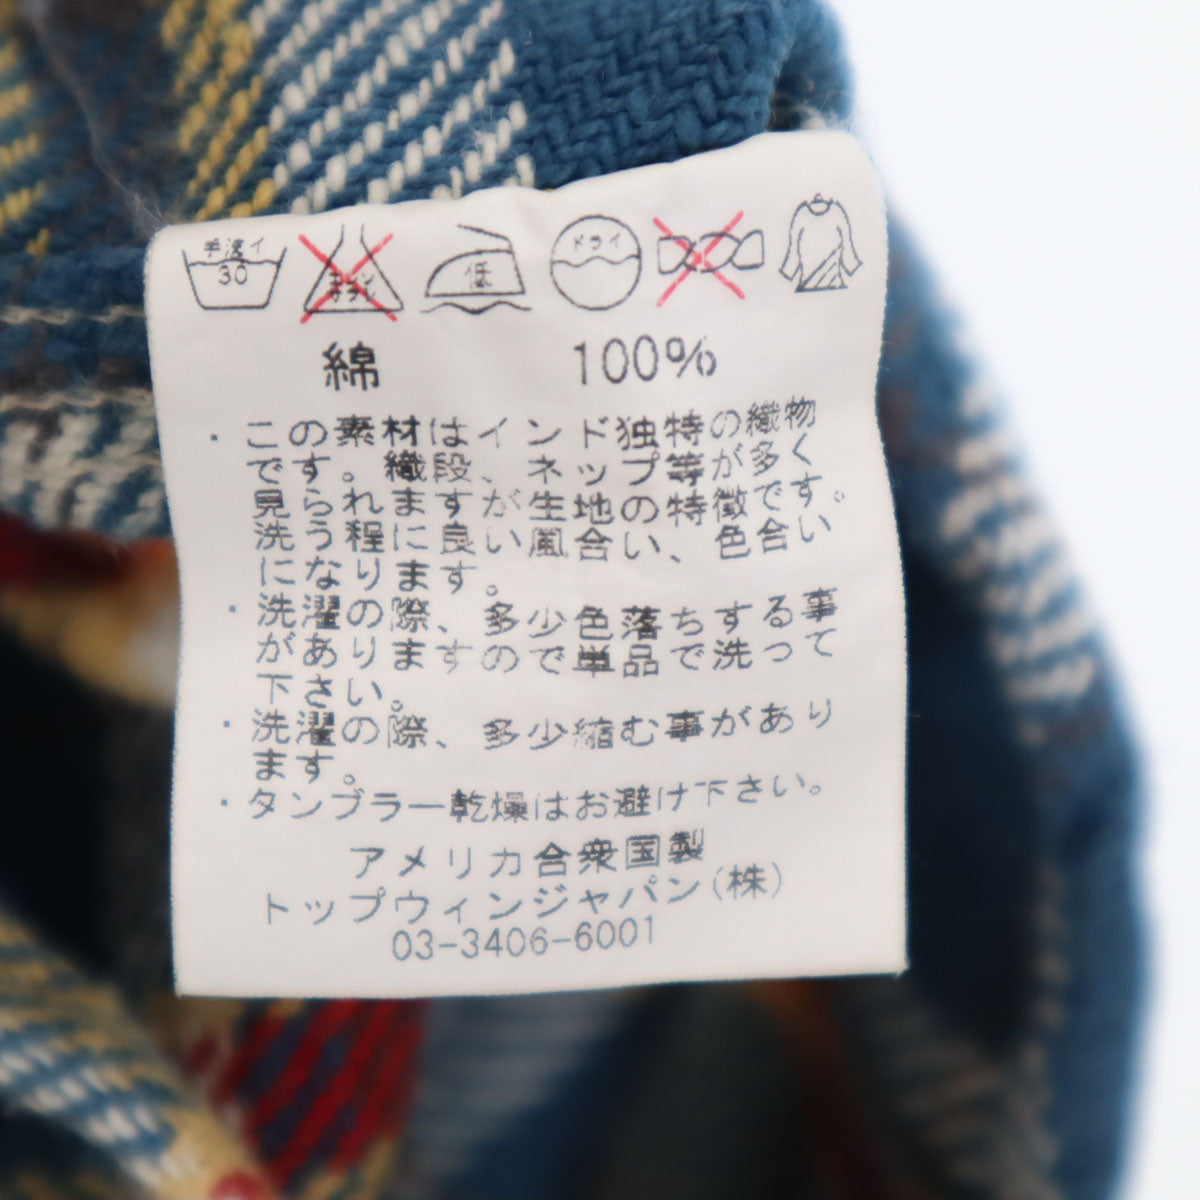 手洗イ
30
エンソ
サラシ
低
ドライ
綿 100%
・この素材はインド独特の織物
です。織段、ネップ等が多く
見られますが生地の特徴です。
洗う程に良い風合い、色合い
になります。
・洗濯の際、多少色落ちする事
がありますので単品で洗って
下さい。
・洗濯の際、多少縮む事があり
ます。
・タンブラー乾燥はお避け下さい。
アメリカ合衆国製
トップウィンジャパン(株)
03-3406-6001